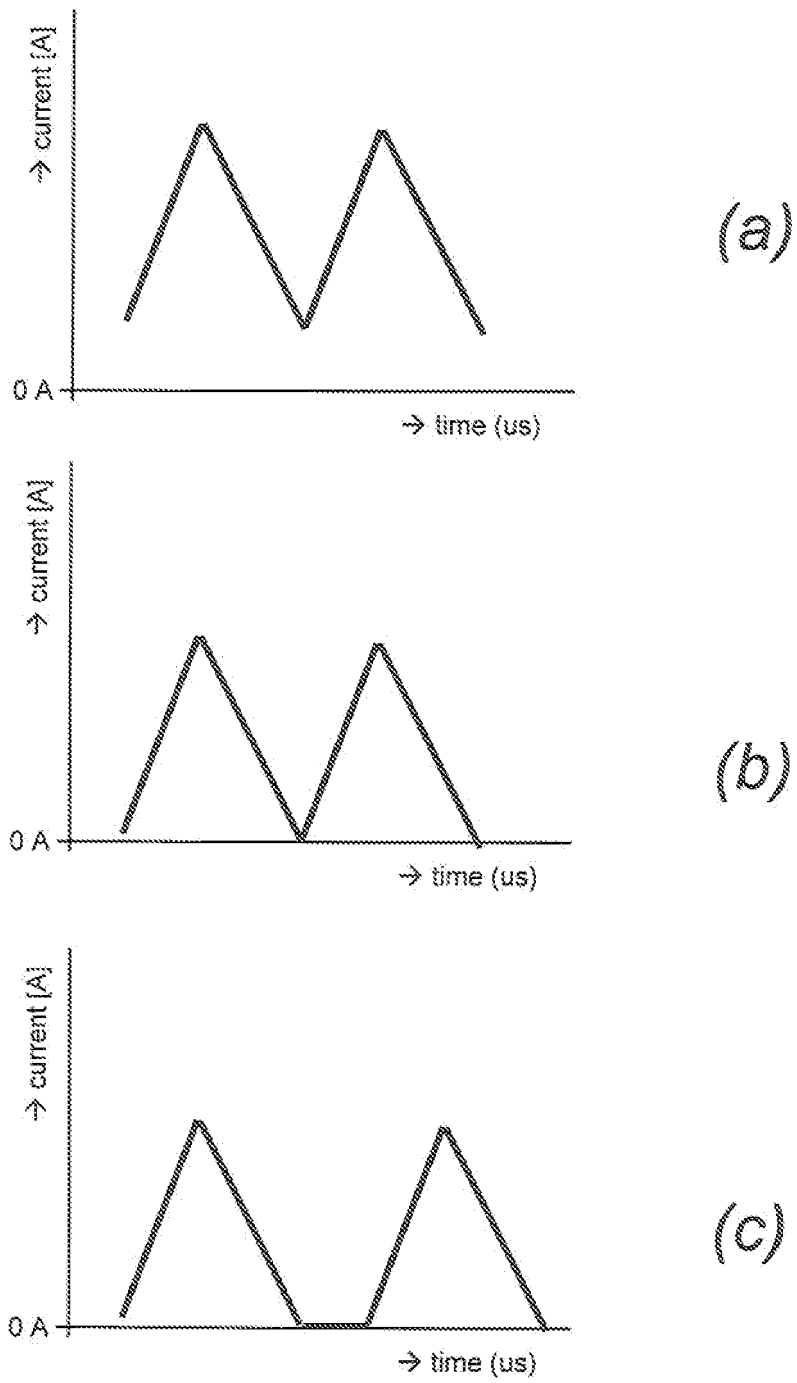 → current [A]
(a)
0 A
→ time (us)
→ current [A]
(b)
0 A
→ time (us)
→ current [A]
(c)
0 A
→ time (us)